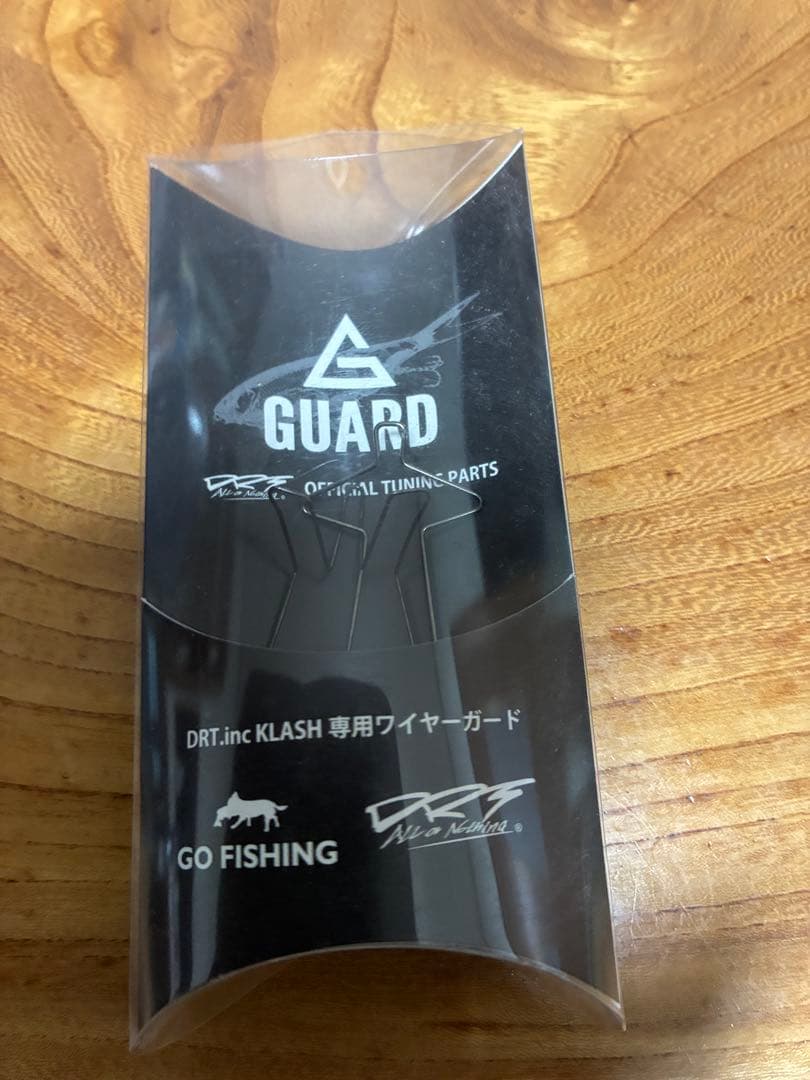 G
GUARD
DRT All or Nothing ® OFFICIAL TUNING PARTS
DRT.inc KLASH 専用ワイヤーガード
GO FISHING
DRT All or Nothing ®